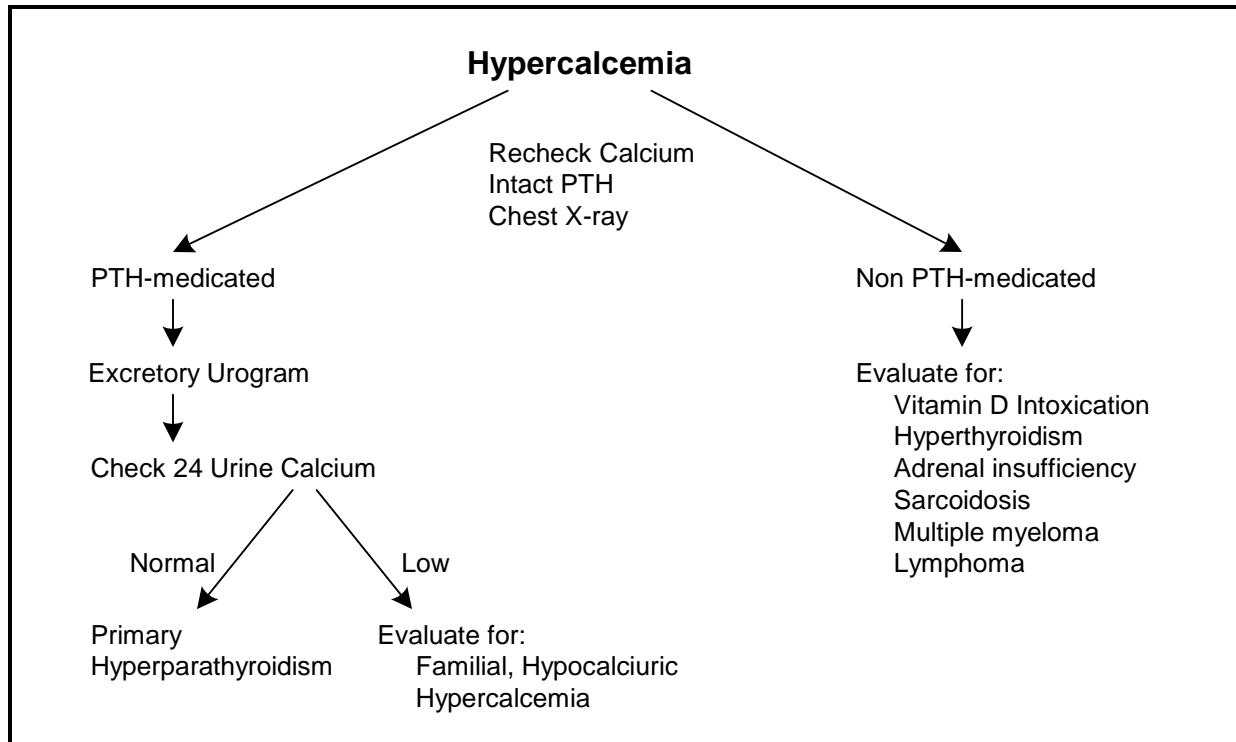 Hypercalcemia
Recheck Calcium
Intact PTH
Chest X-ray
PTH-medicated
Excretory Urogram
Check 24 Urine Calcium
Normal
Low
Primary
Hyperparathyroidism
Evaluate for:
Familial, Hypocalciuric
Hypercalcemia
Non PTH-medicated
Evaluate for:
Vitamin D Intoxication
Hyperthyroidism
Adrenal insufficiency
Sarcoidosis
Multiple myeloma
Lymphoma